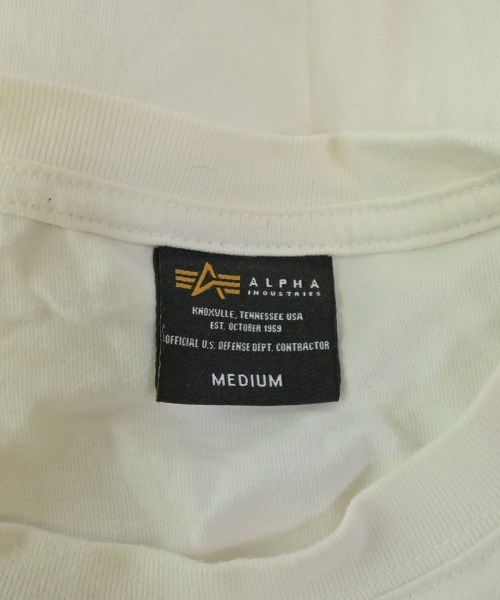 ALPHA
INDUSTRIES
KNOXVILLE, TENNESSEE USA
EST. OCTOBER 1959
OFFICIAL U.S. DEFENSE DEPT. CONTRACTOR
MEDIUM